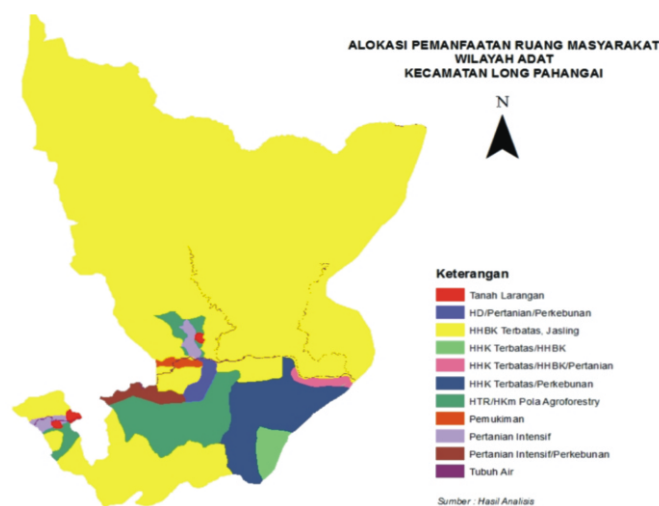 ALOKASI PEMANFAATAN RUANG MASYARAKAT
WILAYAH ADAT
KECAMATAN LONG PAHANGAI
N
Keterangan
Tanah Larangan
HD/Pertanian/Perkebunan
HHBK Terbatas, Jasling
HHK Terbatas/HHBK
HHK Terbatas/HHBK/Pertanian
HHK Terbatas/Perkebunan
HTR/HKm Pola Agroforestry
Pemukiman
Pertanian Intensif
Pertanian Intensif/Perkebunan
Tubuh Air
Sumber : Hasil Analisis